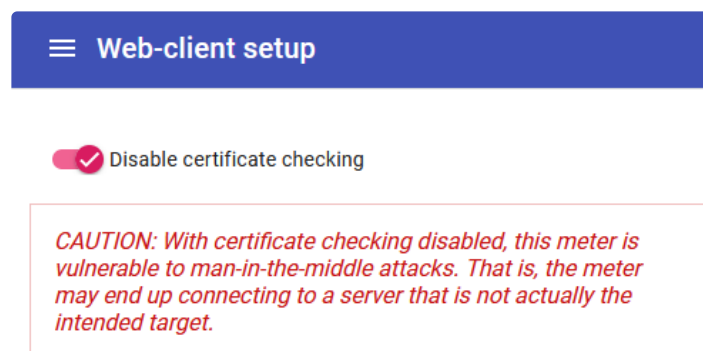 Web-client setup
Disable certificate checking
CAUTION: With certificate checking disabled, this meter is
vulnerable to man-in-the-middle attacks. That is, the meter
may end up connecting to a server that is not actually the
intended target.